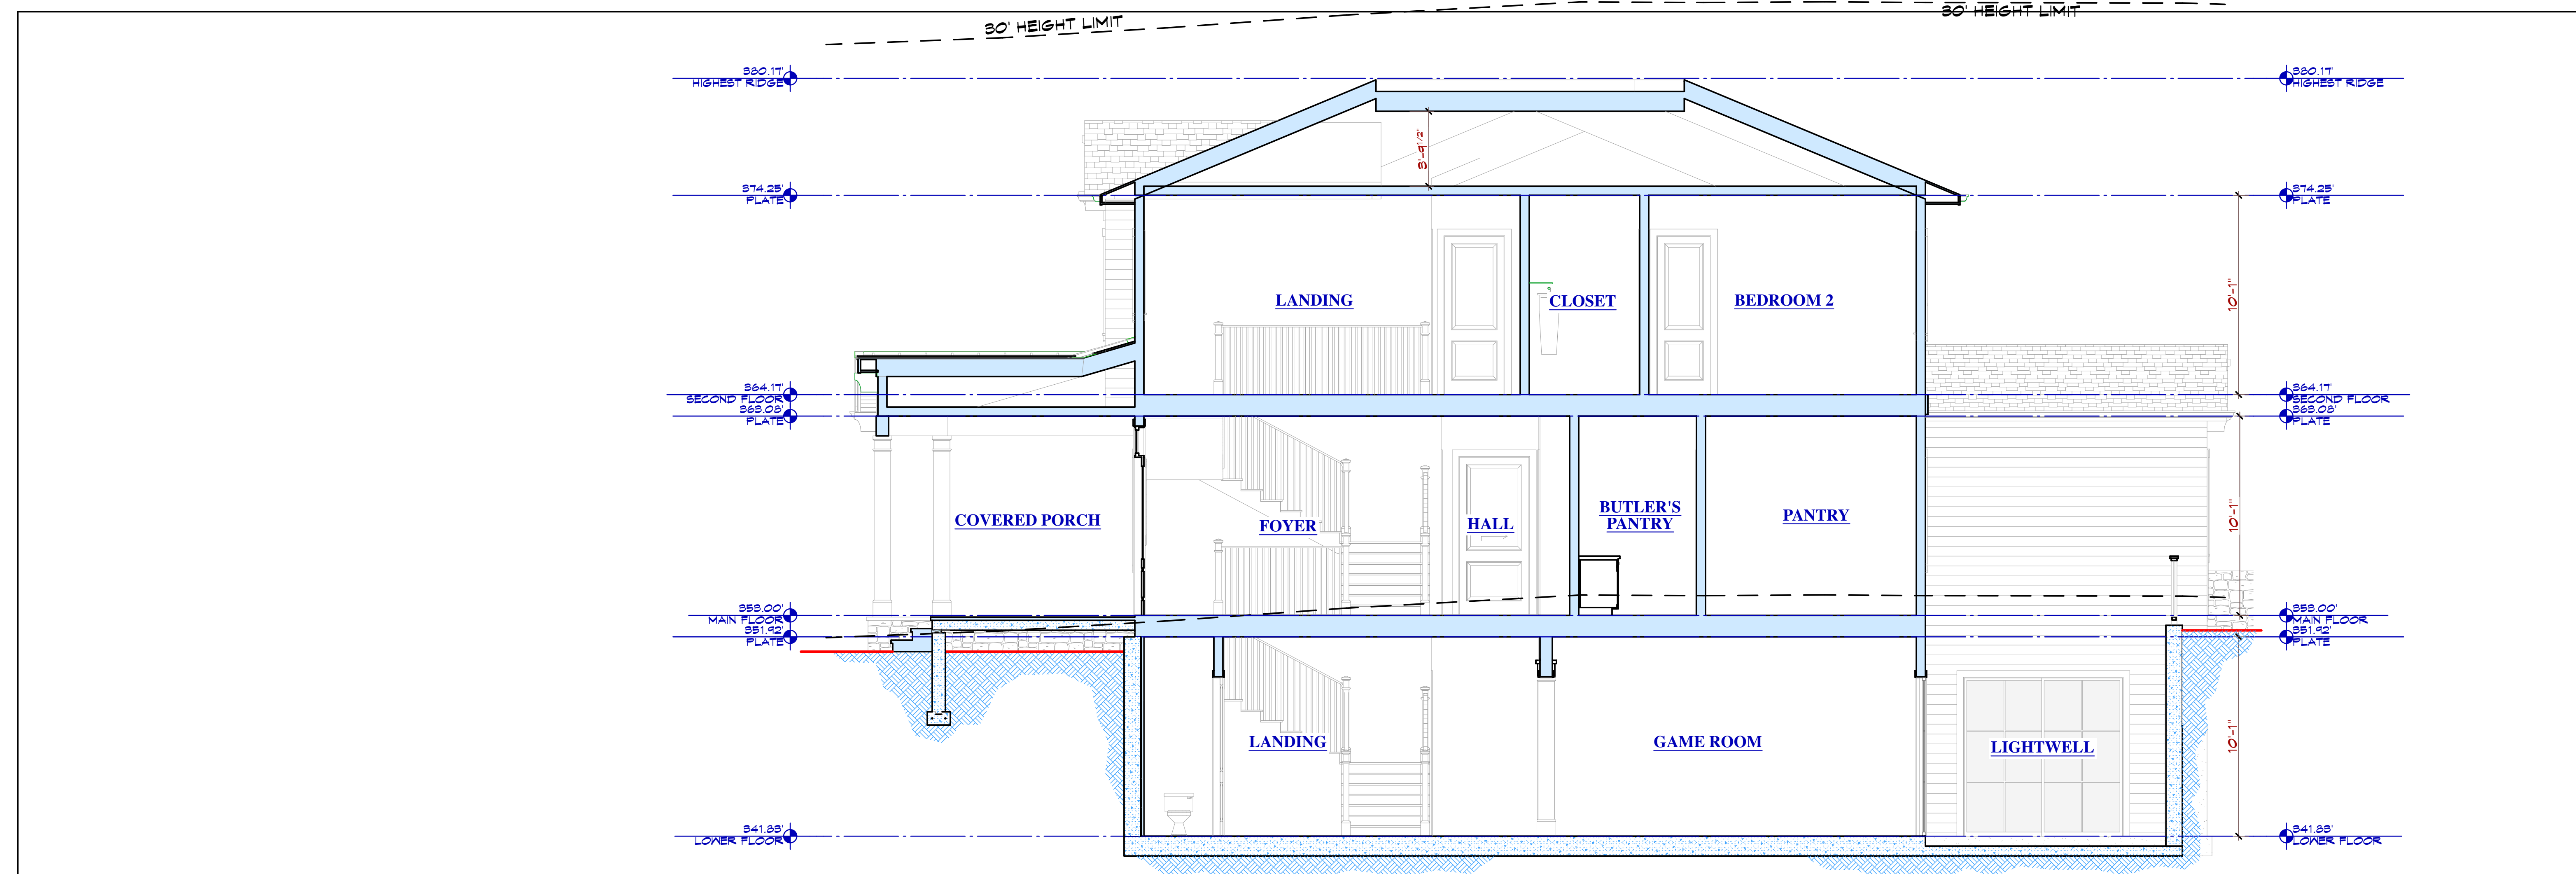 30' HEIGHT LIMIT
30' HEIGHT LIMIT
380.17'
HIGHEST RIDGE
380.17'
HIGHEST RIDGE
3'-9 1/2"
374.25'
PLATE
374.25'
PLATE
LANDING
CLOSET
BEDROOM 2
10'-1"
364.17'
SECOND FLOOR
363.08'
PLATE
364.17'
SECOND FLOOR
363.08'
PLATE
COVERED PORCH
FOYER
HALL
BUTLER'S
PANTRY
PANTRY
10'-1"
353.00'
MAIN FLOOR
351.92'
PLATE
353.00'
MAIN FLOOR
351.92'
PLATE
LANDING
GAME ROOM
LIGHTWELL
10'-1"
341.83'
LOWER FLOOR
341.83'
LOWER FLOOR